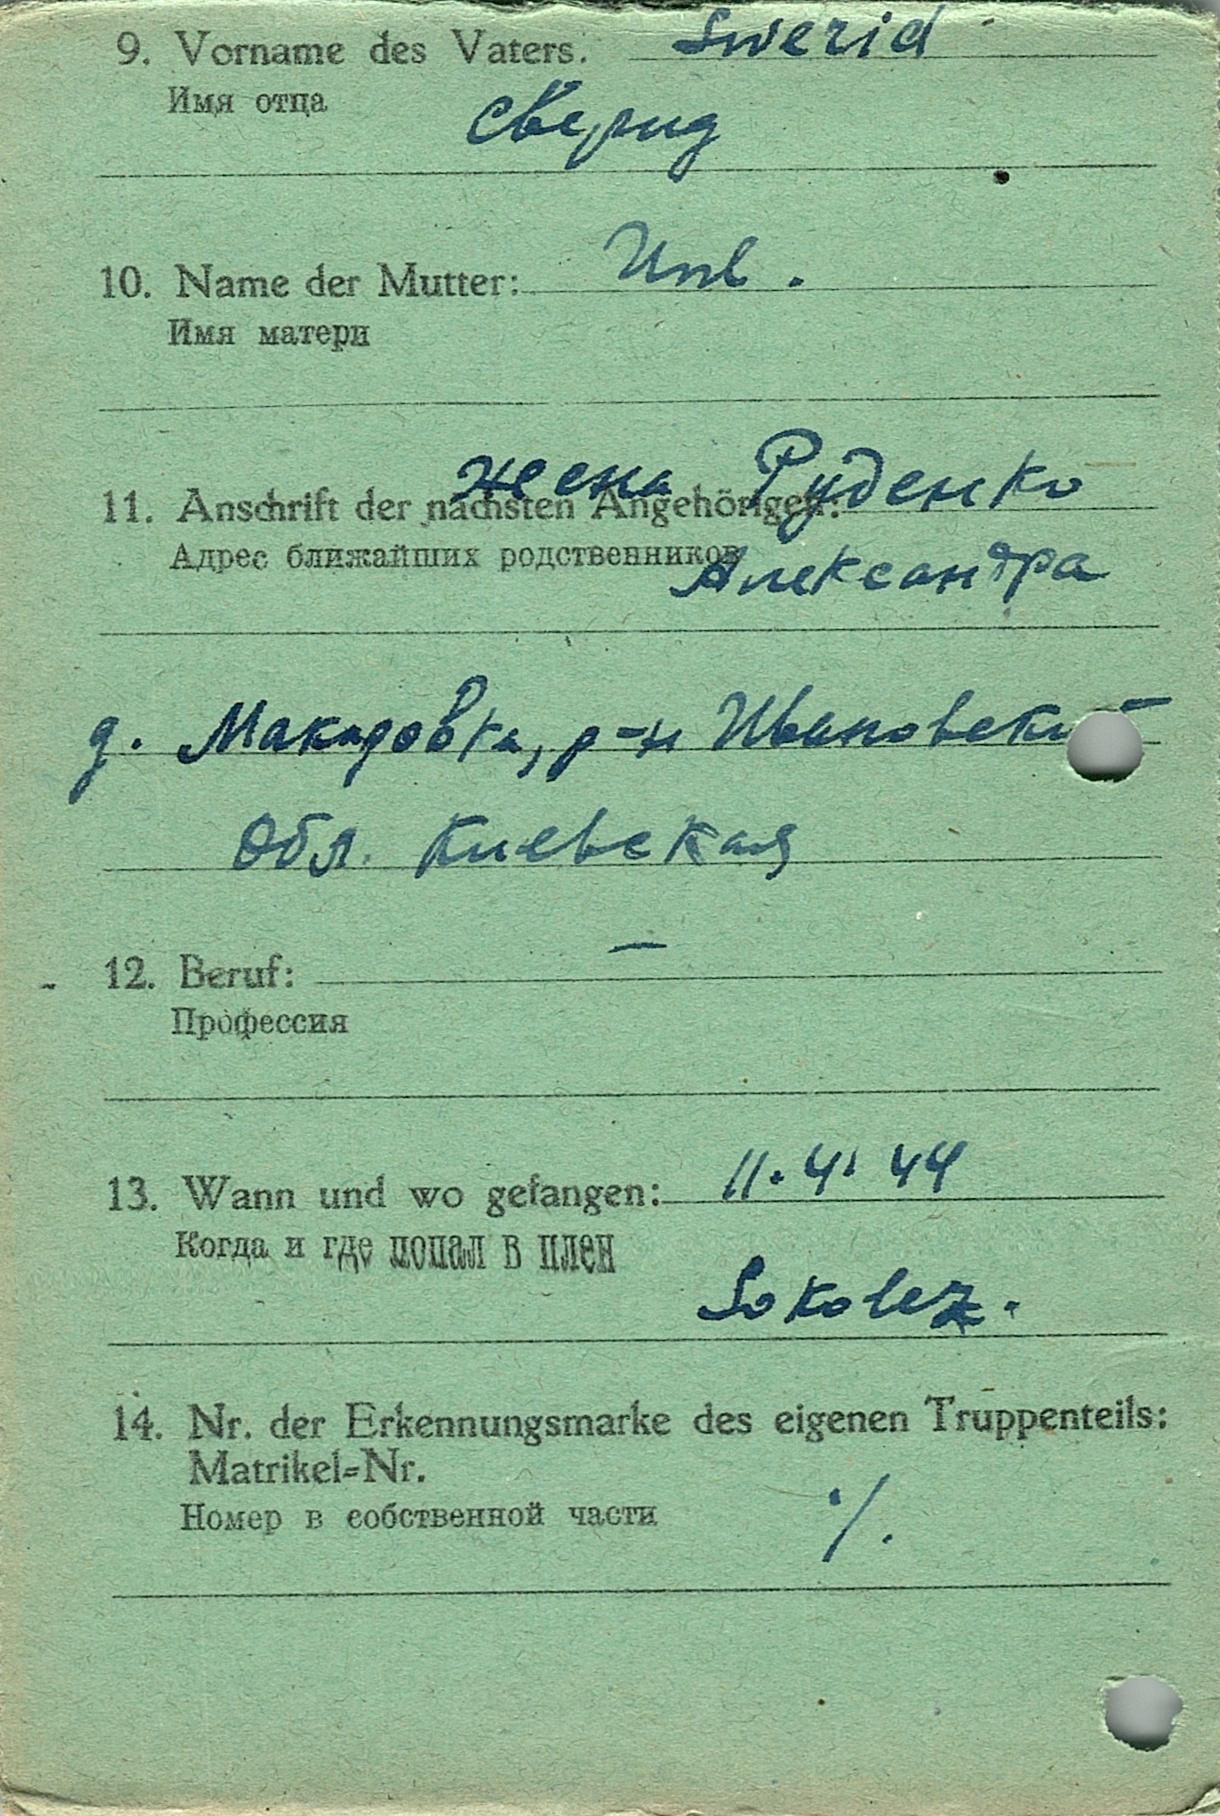 9. Vorname des Vaters. Swerid
Имя отца
Сверид
10. Name der Mutter: Unb.
Имя матери
жена Руденко
11. Anschrift der nächsten Angehörigen:
Адрес ближайших родственников
Александра
д. Макаровка, р-н Ивановский
Обл. Киевская
12. Beruf: —
Профессия
13. Wann und wo gefangen: 11. 4. 44
Когда и где попал в плен
Sokolez.
14. Nr. der Erkennungsmarke des eigenen Truppenteils:
Matrikel=Nr.
Номер в собственной части ·/.